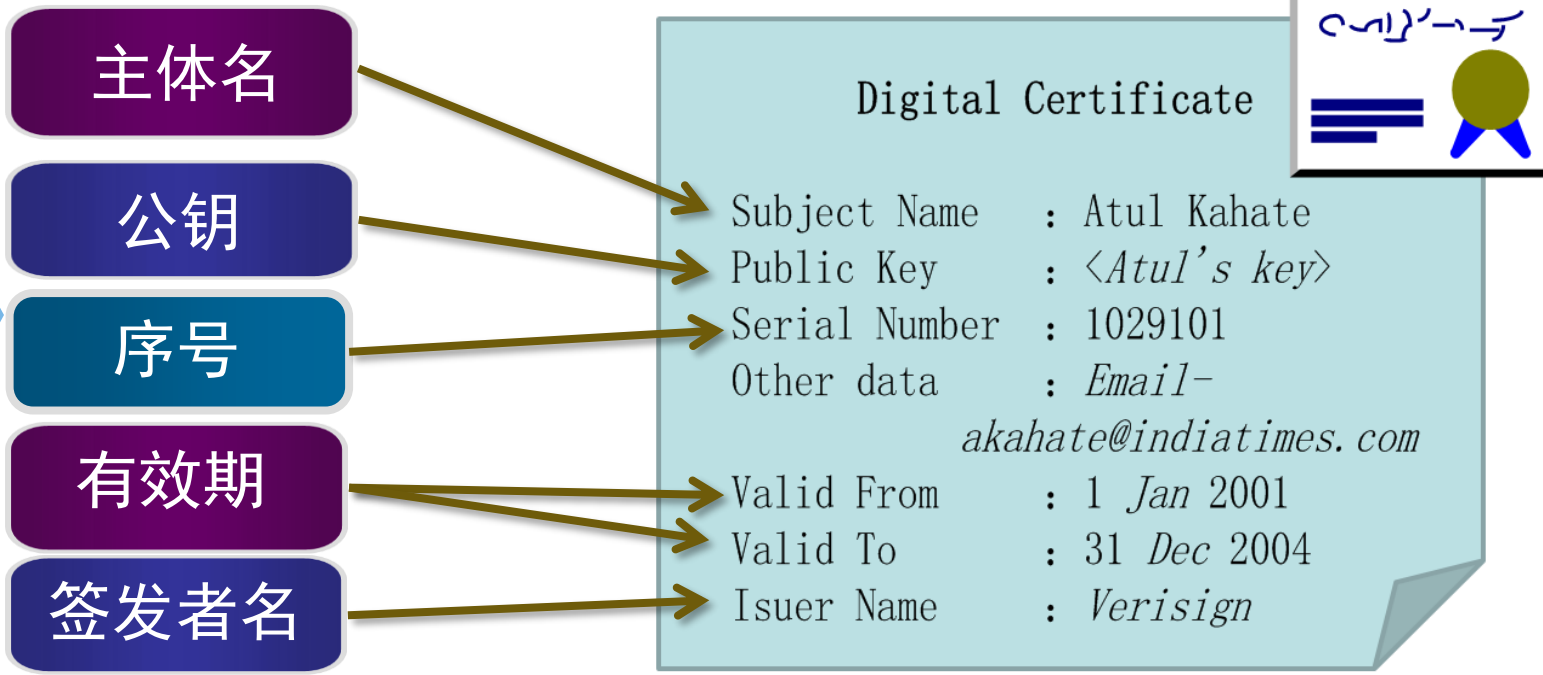 主体名
公钥
序号
有效期
签发者名
Digital Certificate
Subject Name : Atul Kahate
Public Key : <Atul's key>
Serial Number : 1029101
Other data : Email-
akahate@indiatimes.com
Valid From : 1 Jan 2001
Valid To : 31 Dec 2004
Isuer Name : Verisign